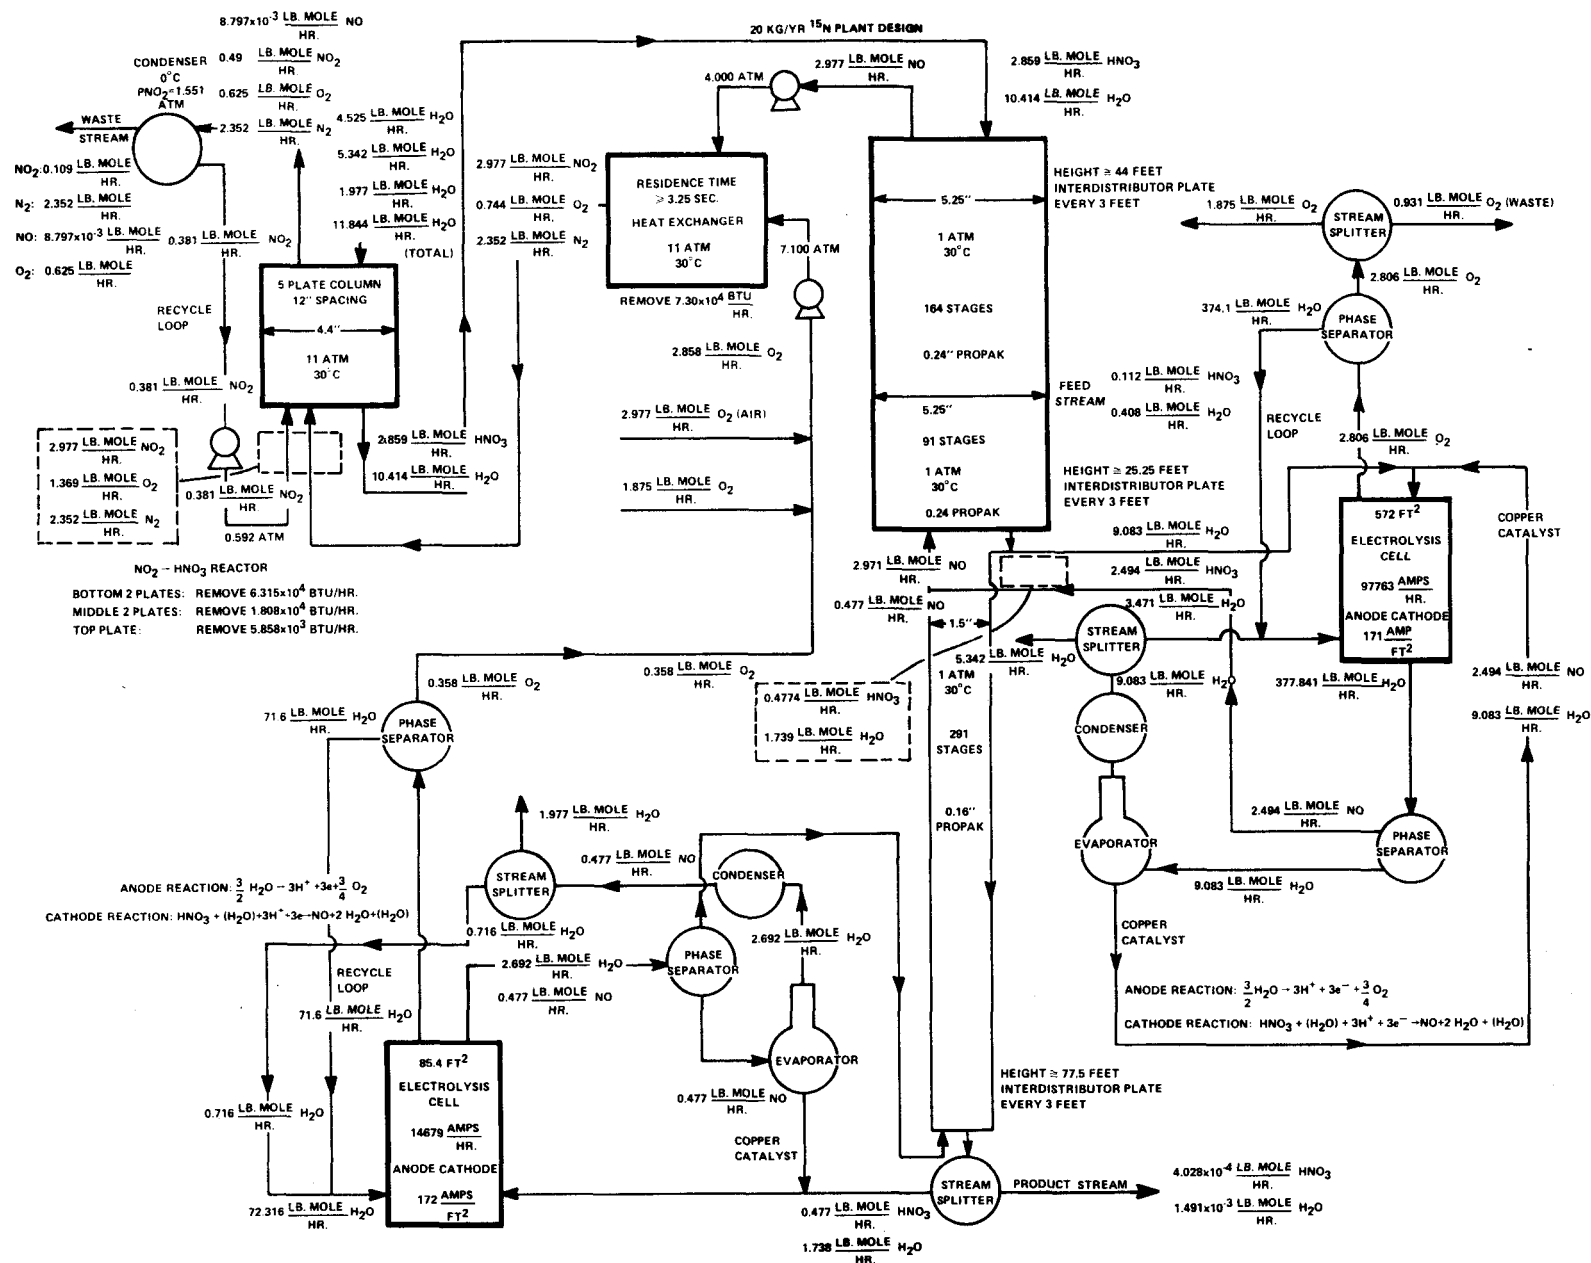 20 KG/YR ¹⁵N PLANT DESIGN
8.797x10⁻³ LB. MOLE/HR. NO
CONDENSER
0°C
PNO₂=1.551
ATM
0.49 LB. MOLE/HR. NO₂
0.625 LB. MOLE/HR. O₂
2.352 LB. MOLE/HR. N₂
WASTE
STREAM
NO₂: 0.109 LB. MOLE/HR.
N₂: 2.352 LB. MOLE/HR.
NO: 8.797x10⁻³ LB. MOLE/HR.
O₂: 0.625 LB. MOLE/HR.
0.381 LB. MOLE/HR. NO₂
RECYCLE
LOOP
0.381 LB. MOLE/HR. NO₂
4.525 LB. MOLE/HR. H₂O
5.342 LB. MOLE/HR. H₂O
1.977 LB. MOLE/HR. H₂O
11.844 LB. MOLE/HR. H₂O
(TOTAL)
5 PLATE COLUMN
12" SPACING
4.4"
11 ATM
30°C
2.977 LB. MOLE/HR. NO₂
1.369 LB. MOLE/HR. O₂
2.352 LB. MOLE/HR. N₂
0.381 LB. MOLE/HR. NO₂
0.592 ATM
2.859 LB. MOLE/HR. HNO₃
10.414 LB. MOLE/HR. H₂O
NO₂ – HNO₃ REACTOR
BOTTOM 2 PLATES: REMOVE 6.315x10⁴ BTU/HR.
MIDDLE 2 PLATES: REMOVE 1.808x10⁴ BTU/HR.
TOP PLATE: REMOVE 5.858x10³ BTU/HR.
2.977 LB. MOLE/HR. NO₂
0.744 LB. MOLE/HR. O₂
2.352 LB. MOLE/HR. N₂
4.000 ATM
2.977 LB. MOLE/HR. NO
RESIDENCE TIME
≥ 3.25 SEC.
HEAT EXCHANGER
11 ATM
30°C
REMOVE 7.30x10⁴ BTU/HR.
7.100 ATM
2.858 LB. MOLE/HR. O₂
2.977 LB. MOLE/HR. O₂ (AIR)
1.875 LB. MOLE/HR. O₂
2.859 LB. MOLE/HR. HNO₃
10.414 LB. MOLE/HR. H₂O
5.25"
1 ATM
30°C
164 STAGES
0.24" PROPAK
5.25"
91 STAGES
1 ATM
30°C
0.24 PROPAK
HEIGHT ≅ 44 FEET
INTERDISTRIBUTOR PLATE
EVERY 3 FEET
FEED
STREAM
0.112 LB. MOLE/HR. HNO₃
0.408 LB. MOLE/HR. H₂O
HEIGHT ≅ 25.25 FEET
INTERDISTRIBUTOR PLATE
EVERY 3 FEET
1.875 LB. MOLE/HR. O₂
STREAM
SPLITTER
0.931 LB. MOLE/HR. O₂ (WASTE)
2.806 LB. MOLE/HR. O₂
374.1 LB. MOLE/HR. H₂O
PHASE
SEPARATOR
RECYCLE
LOOP
2.806 LB. MOLE/HR. O₂
572 FT²
ELECTROLYSIS
CELL
97763 AMPS/HR.
ANODE CATHODE
171 AMP/FT²
COPPER
CATALYST
9.083 LB. MOLE/HR. H₂O
2.494 LB. MOLE/HR. HNO₃
3.471 LB. MOLE/HR. H₂O
2.971 LB. MOLE/HR. NO
0.477 LB. MOLE/HR. NO
1.5"
1 ATM
30°C
291
STAGES
0.16"
PROPAK
5.342 LB. MOLE/HR. H₂O
STREAM
SPLITTER
9.083 LB. MOLE/HR. H₂O
377.841 LB. MOLE/HR. H₂O
2.494 LB. MOLE/HR. NO
9.083 LB. MOLE/HR. H₂O
0.4774 LB. MOLE/HR. HNO₃
1.739 LB. MOLE/HR. H₂O
CONDENSER
EVAPORATOR
2.494 LB. MOLE/HR. NO
PHASE
SEPARATOR
9.083 LB. MOLE/HR. H₂O
COPPER
CATALYST
ANODE REACTION: 3/2 H₂O → 3H⁺ + 3e⁻ + 3/4 O₂
CATHODE REACTION: HNO₃ + (H₂O) + 3H⁺ + 3e⁻ →NO+2 H₂O + (H₂O)
0.358 LB. MOLE/HR. O₂
0.358 LB. MOLE/HR. O₂
71.6 LB. MOLE/HR. H₂O
PHASE
SEPARATOR
1.977 LB. MOLE/HR. H₂O
ANODE REACTION: 3/2 H₂O – 3H⁺ +3e+3/4 O₂
CATHODE REACTION: HNO₃ + (H₂O)+3H⁺+3e→NO+2 H₂O+(H₂O)
STREAM
SPLITTER
0.477 LB. MOLE/HR. NO
CONDENSER
0.716 LB. MOLE/HR. H₂O
2.692 LB. MOLE/HR. H₂O
0.477 LB. MOLE/HR. NO
PHASE
SEPARATOR
2.692 LB. MOLE/HR. H₂O
RECYCLE
LOOP
71.6 LB. MOLE/HR. H₂O
EVAPORATOR
0.477 LB. MOLE/HR. NO
COPPER
CATALYST
85.4 FT²
ELECTROLYSIS
CELL
14679 AMPS/HR.
ANODE CATHODE
172 AMPS/FT²
0.716 LB. MOLE/HR. H₂O
72.316 LB. MOLE/HR. H₂O
HEIGHT ≅ 77.5 FEET
INTERDISTRIBUTOR PLATE
EVERY 3 FEET
STREAM
SPLITTER
PRODUCT STREAM
4.028x10⁻⁴ LB. MOLE/HR. HNO₃
1.491x10⁻³ LB. MOLE/HR. H₂O
0.477 LB. MOLE/HR. HNO₃
1.738 LB. MOLE/HR. H₂O